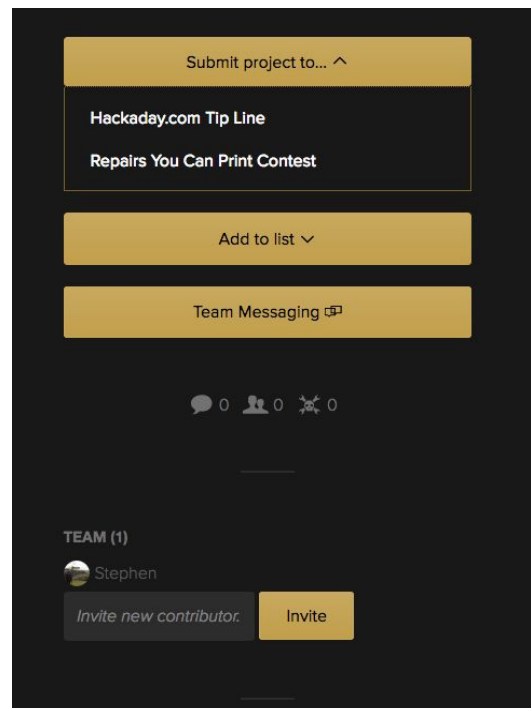 Submit project to...
Hackaday.com Tip Line
Repairs You Can Print Contest
Add to list
Team Messaging
0 0 0
TEAM (1)
Stephen
Invite new contributor. Invite